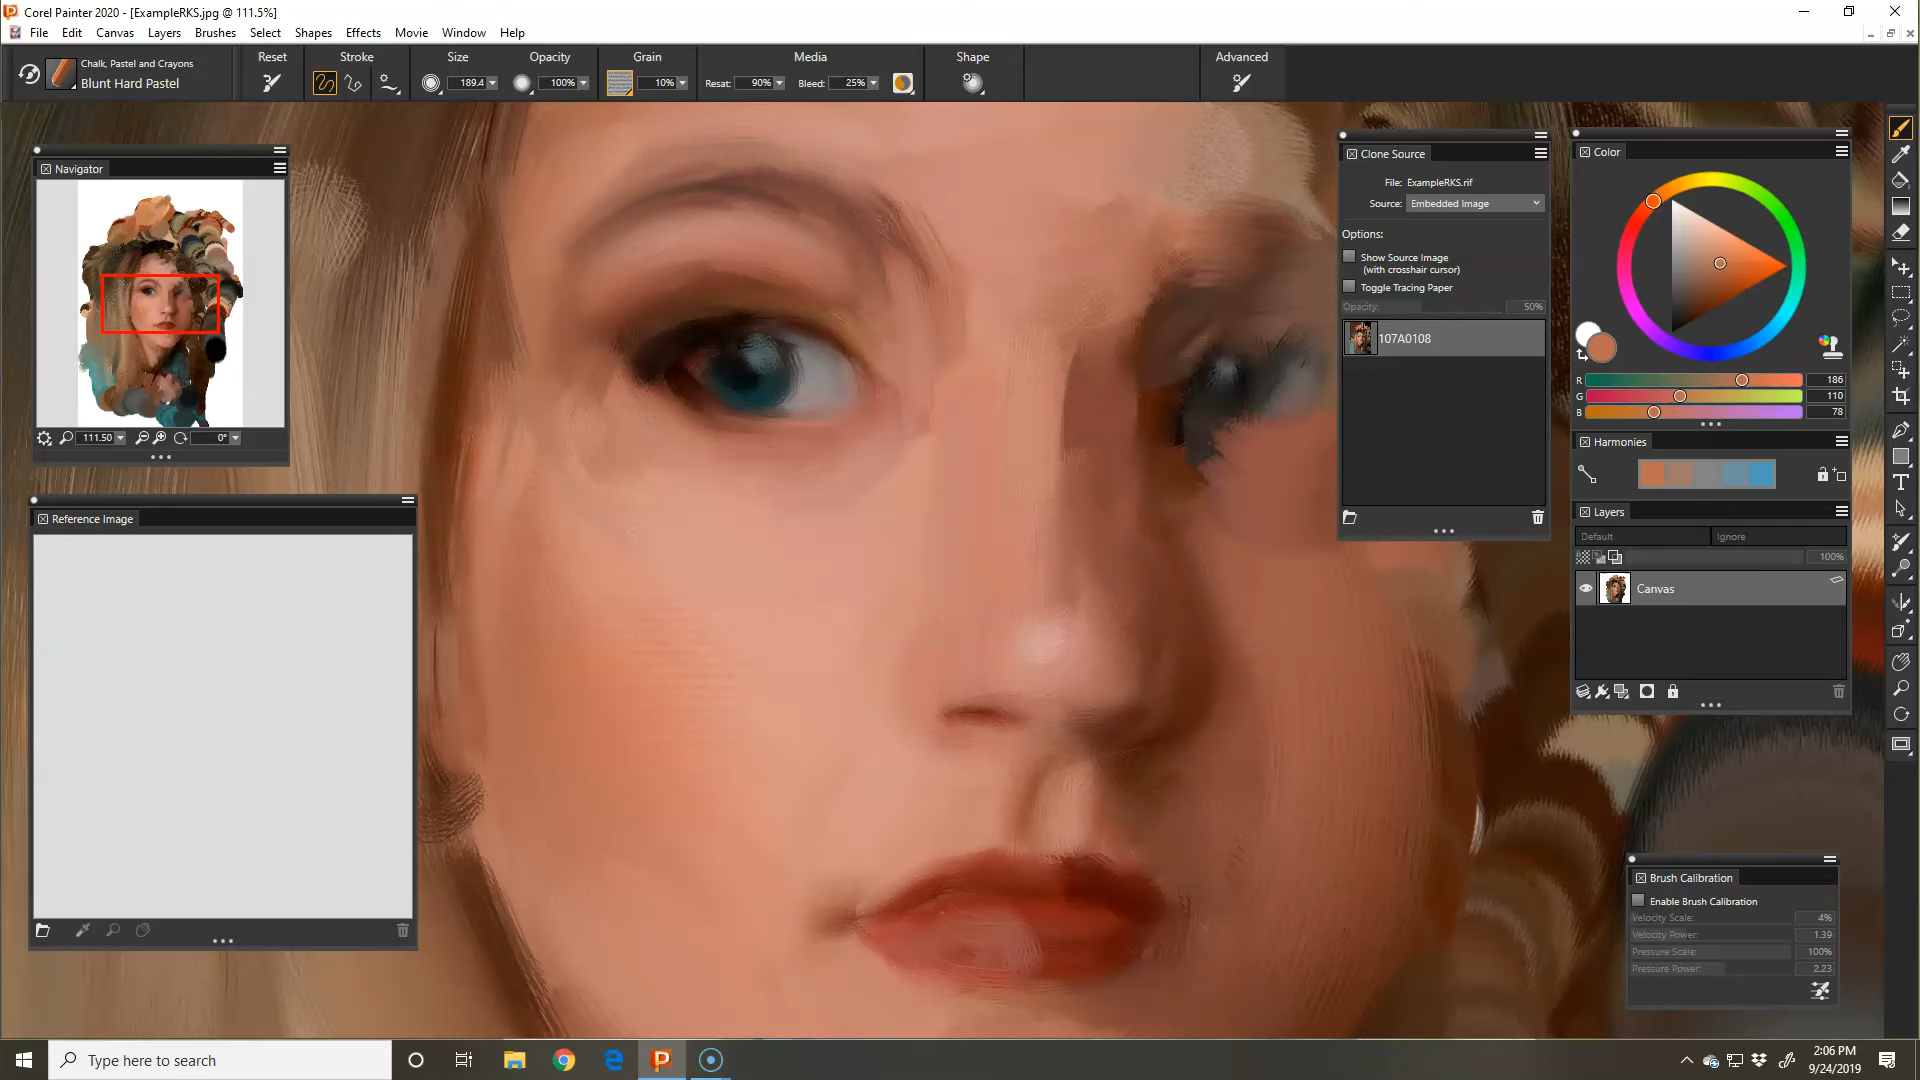 Corel Painter 2020 - [ExampleRKS.jpg @ 111.5%]
File Edit Canvas Layers Brushes Select Shapes Effects Movie Window Help
Chalk, Pastel and Crayons
Blunt Hard Pastel
Reset
Stroke
Size
189.4
Opacity
100%
Grain
10%
Media
Resat: 90% Bleed: 25%
Shape
Advanced
Navigator
111.50 0°
Reference Image
Clone Source
File: ExampleRKS.rif
Source: Embedded Image
Options:
Show Source Image
(with crosshair cursor)
Toggle Tracing Paper
Opacity: 50%
107A0108
Color
R 186
G 110
B 78
Harmonies
Layers
Default Ignore
100%
Canvas
Brush Calibration
Enable Brush Calibration
Velocity Scale: 4%
Velocity Power: 1.39
Pressure Scale: 100%
Pressure Power: 2.23
Type here to search
2:06 PM
9/24/2019